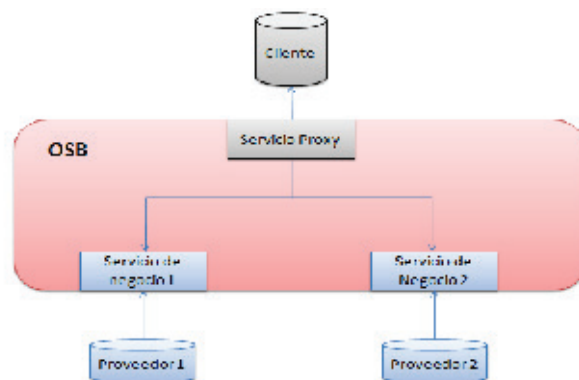 Cliente
Servicio Proxy
OSB
Servicio de
negocio 1
Servicio de
Negocio 2
Proveedor 1
Proveedor 2